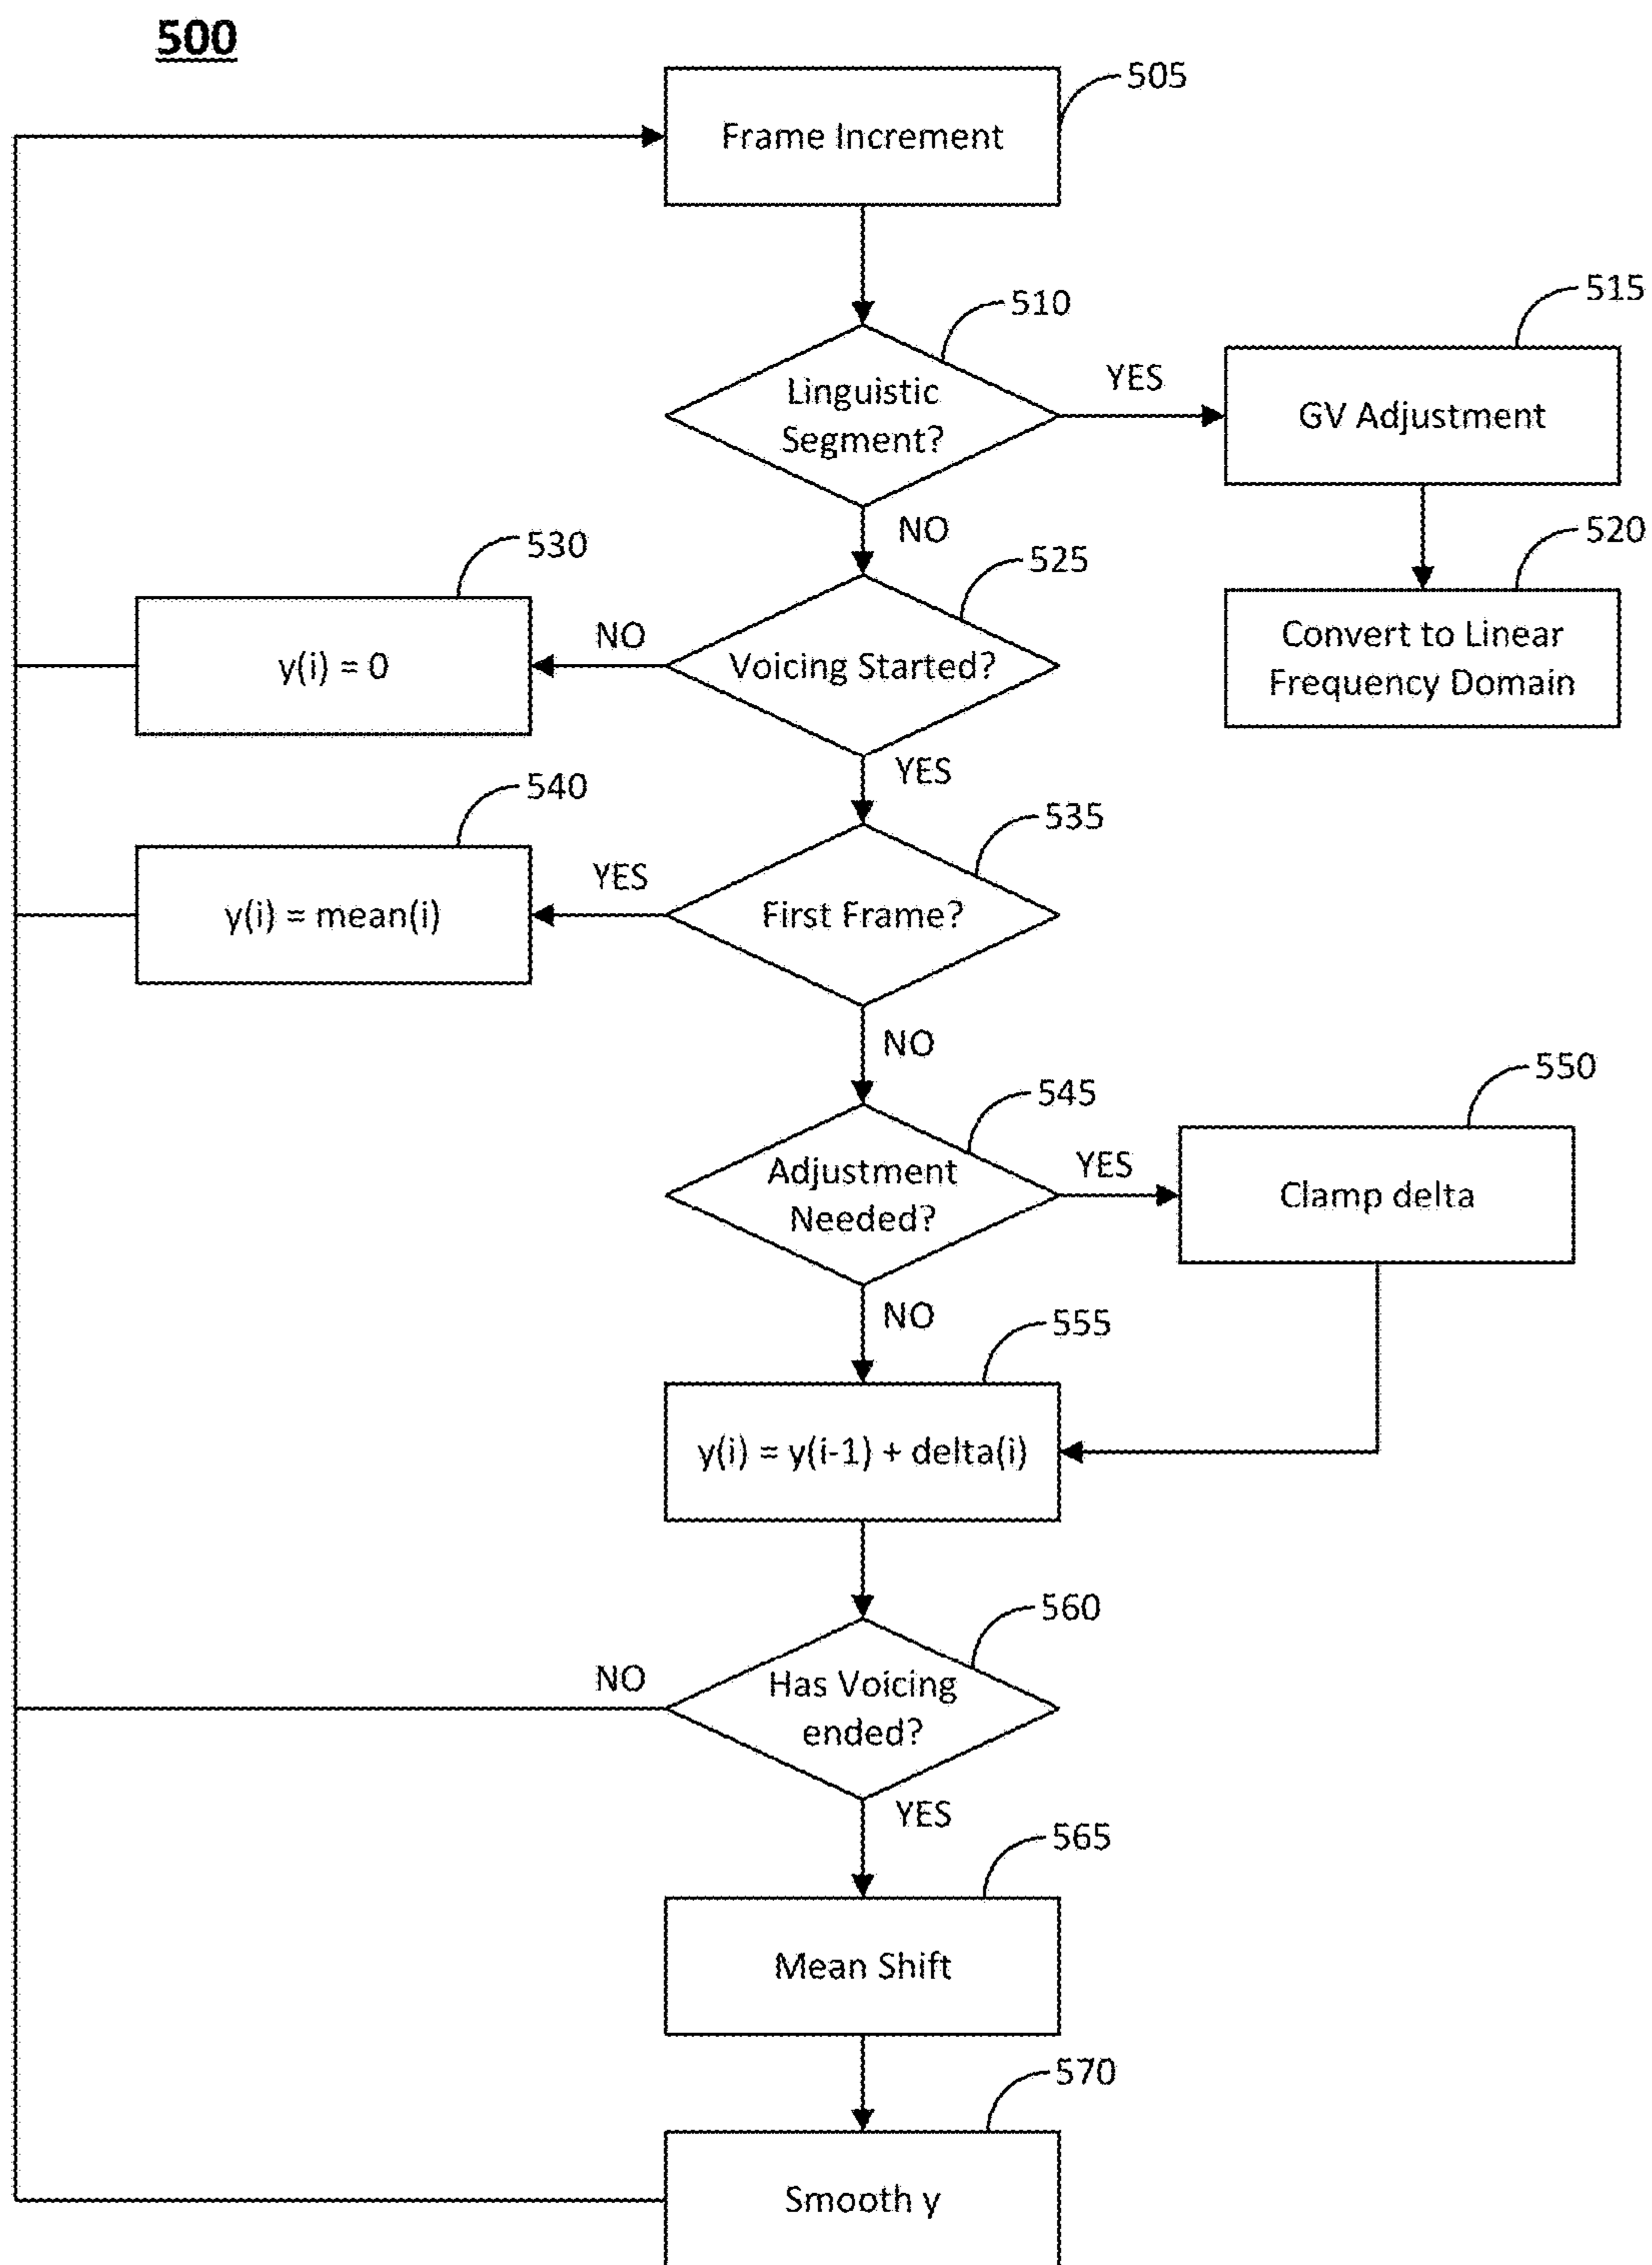 500
505
Frame Increment
510
515
Linguistic
Segment?
YES
GV Adjustment
NO
520
530
525
Convert to Linear
Frequency Domain
y(i) = 0
NO
Voicing Started?
YES
540
535
y(i) = mean(i)
YES
First Frame?
NO
550
545
Adjustment
Needed?
YES
Clamp delta
NO
555
y(i) = y(i-1) + delta(i)
560
NO
Has Voicing
ended?
YES
565
Mean Shift
570
Smooth y